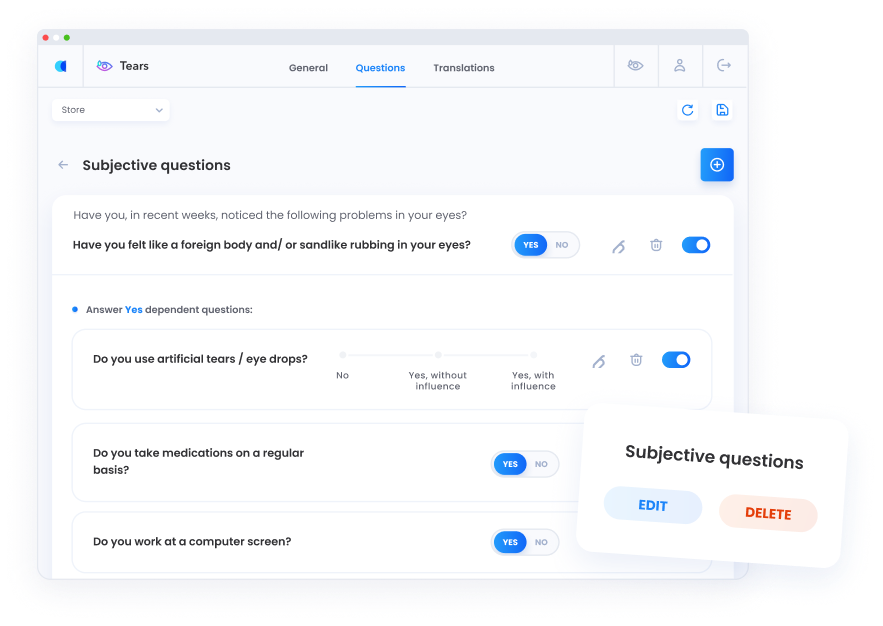 Tears
General
Questions
Translations
Store
Subjective questions
Have you, in recent weeks, noticed the following problems in your eyes?
Have you felt like a foreign body and/ or sandlike rubbing in your eyes?
YES NO
Answer Yes dependent questions:
Do you use artificial tears / eye drops?
No
Yes, without
influence
Yes, with
influence
Do you take medications on a regular
basis?
YES NO
Do you work at a computer screen?
YES NO
Subjective questions
EDIT
DELETE